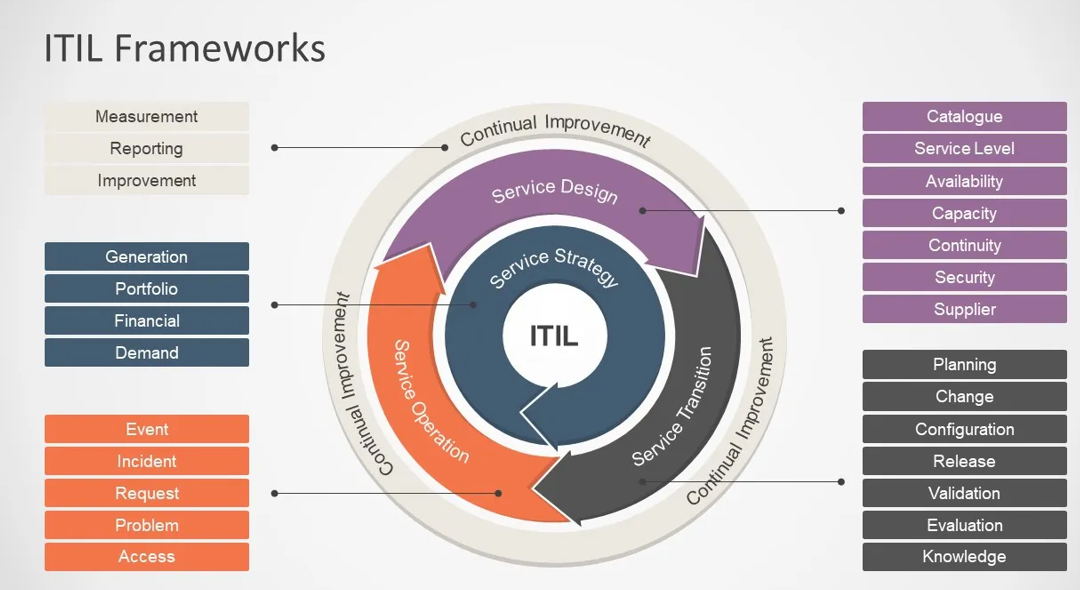 ITIL Frameworks
Measurement
Reporting
Improvement
Generation
Portfolio
Financial
Demand
Event
Incident
Request
Problem
Access
Continual Improvement
Service Design
Service Strategy
ITIL
Continual Improvement
Service Operation
Service Transition
Continual Improvement
Catalogue
Service Level
Availability
Capacity
Continuity
Security
Supplier
Planning
Change
Configuration
Release
Validation
Evaluation
Knowledge